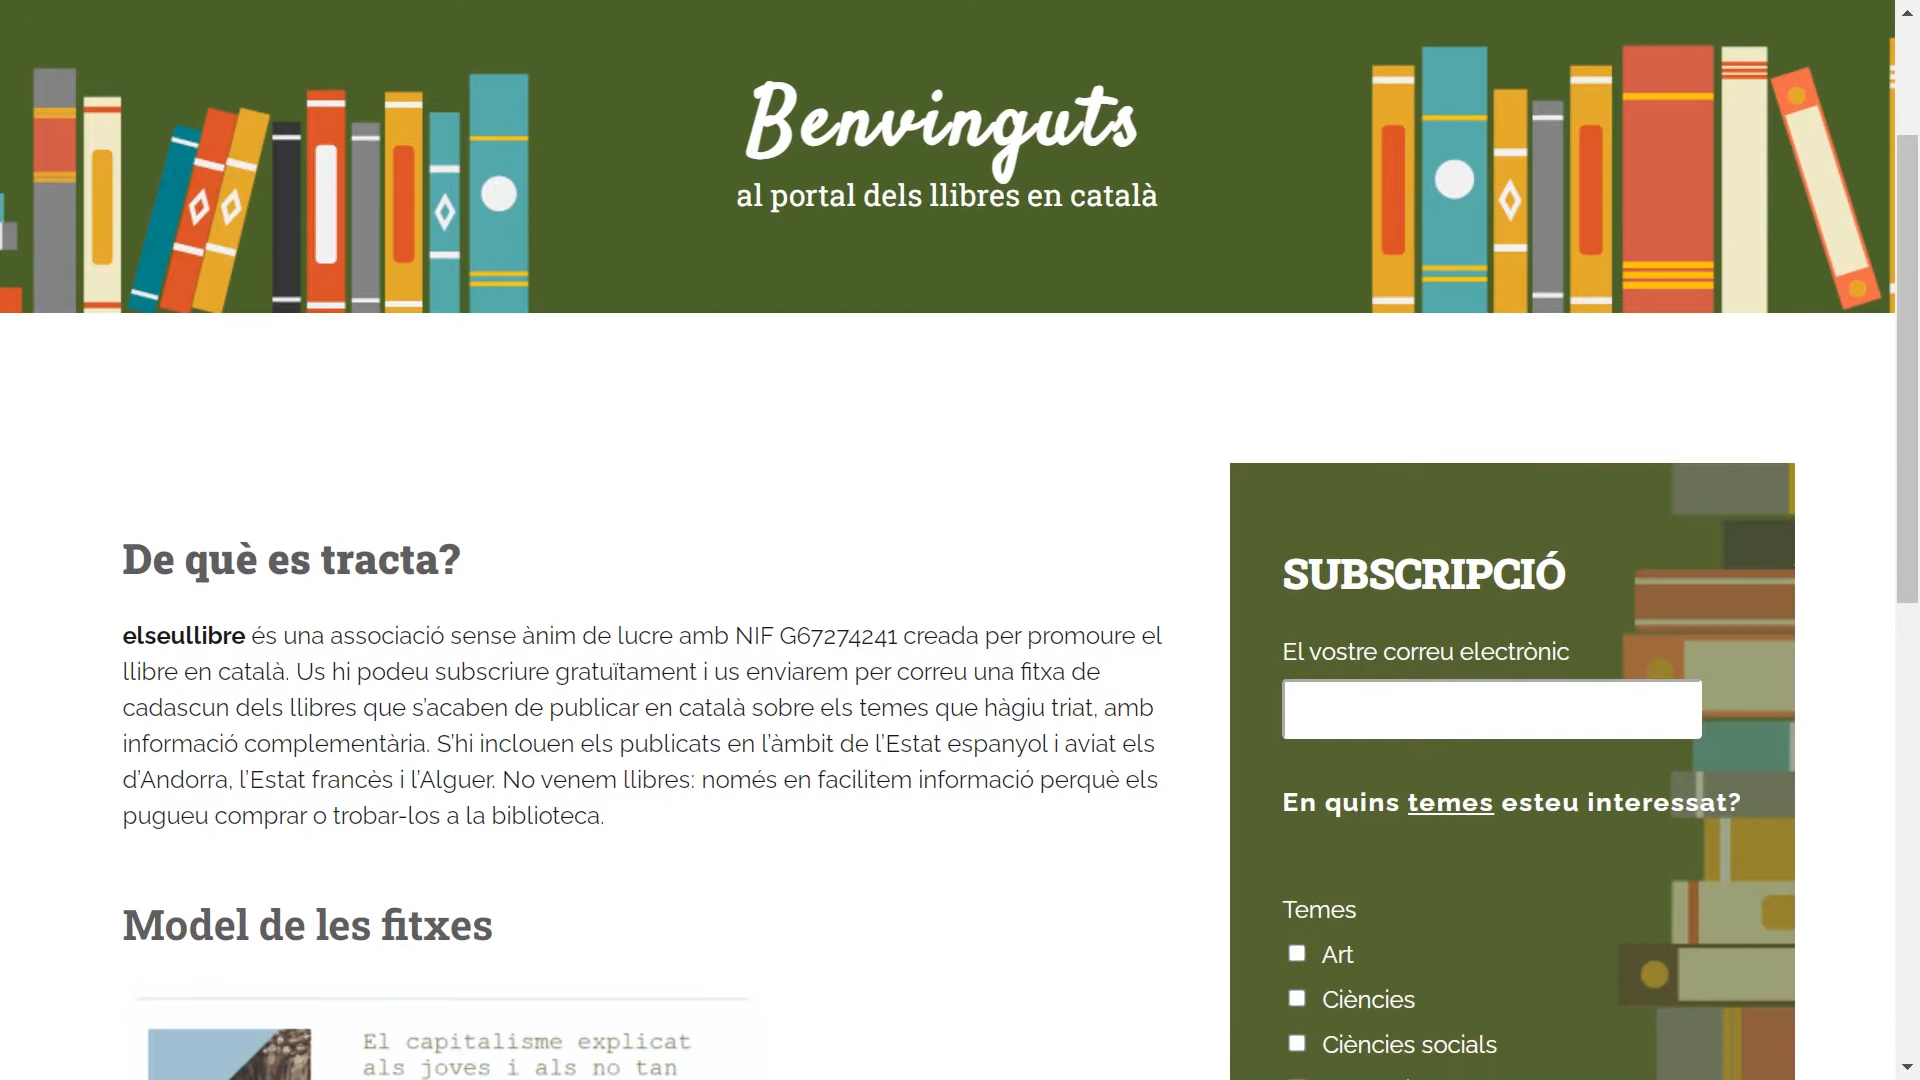 Benvinguts
al portal dels llibres en català
De què es tracta?
elseullibre és una associació sense ànim de lucre amb NIF G67274241 creada per promoure el
llibre en català. Us hi podeu subscriure gratuïtament i us enviarem per correu una fitxa de
cadascun dels llibres que s’acaben de publicar en català sobre els temes que hàgiu triat, amb
informació complementària. S’hi inclouen els publicats en l’àmbit de l’Estat espanyol i aviat els
d’Andorra, l’Estat francès i l’Alguer. No venem llibres: només en facilitem informació perquè els
pugueu comprar o trobar-los a la biblioteca.
Model de les fitxes
El capitalisme explicat
als joves i als no tan
SUBSCRIPCIÓ
El vostre correu electrònic
En quins temes esteu interessat?
Temes
Art
Ciències
Ciències socials